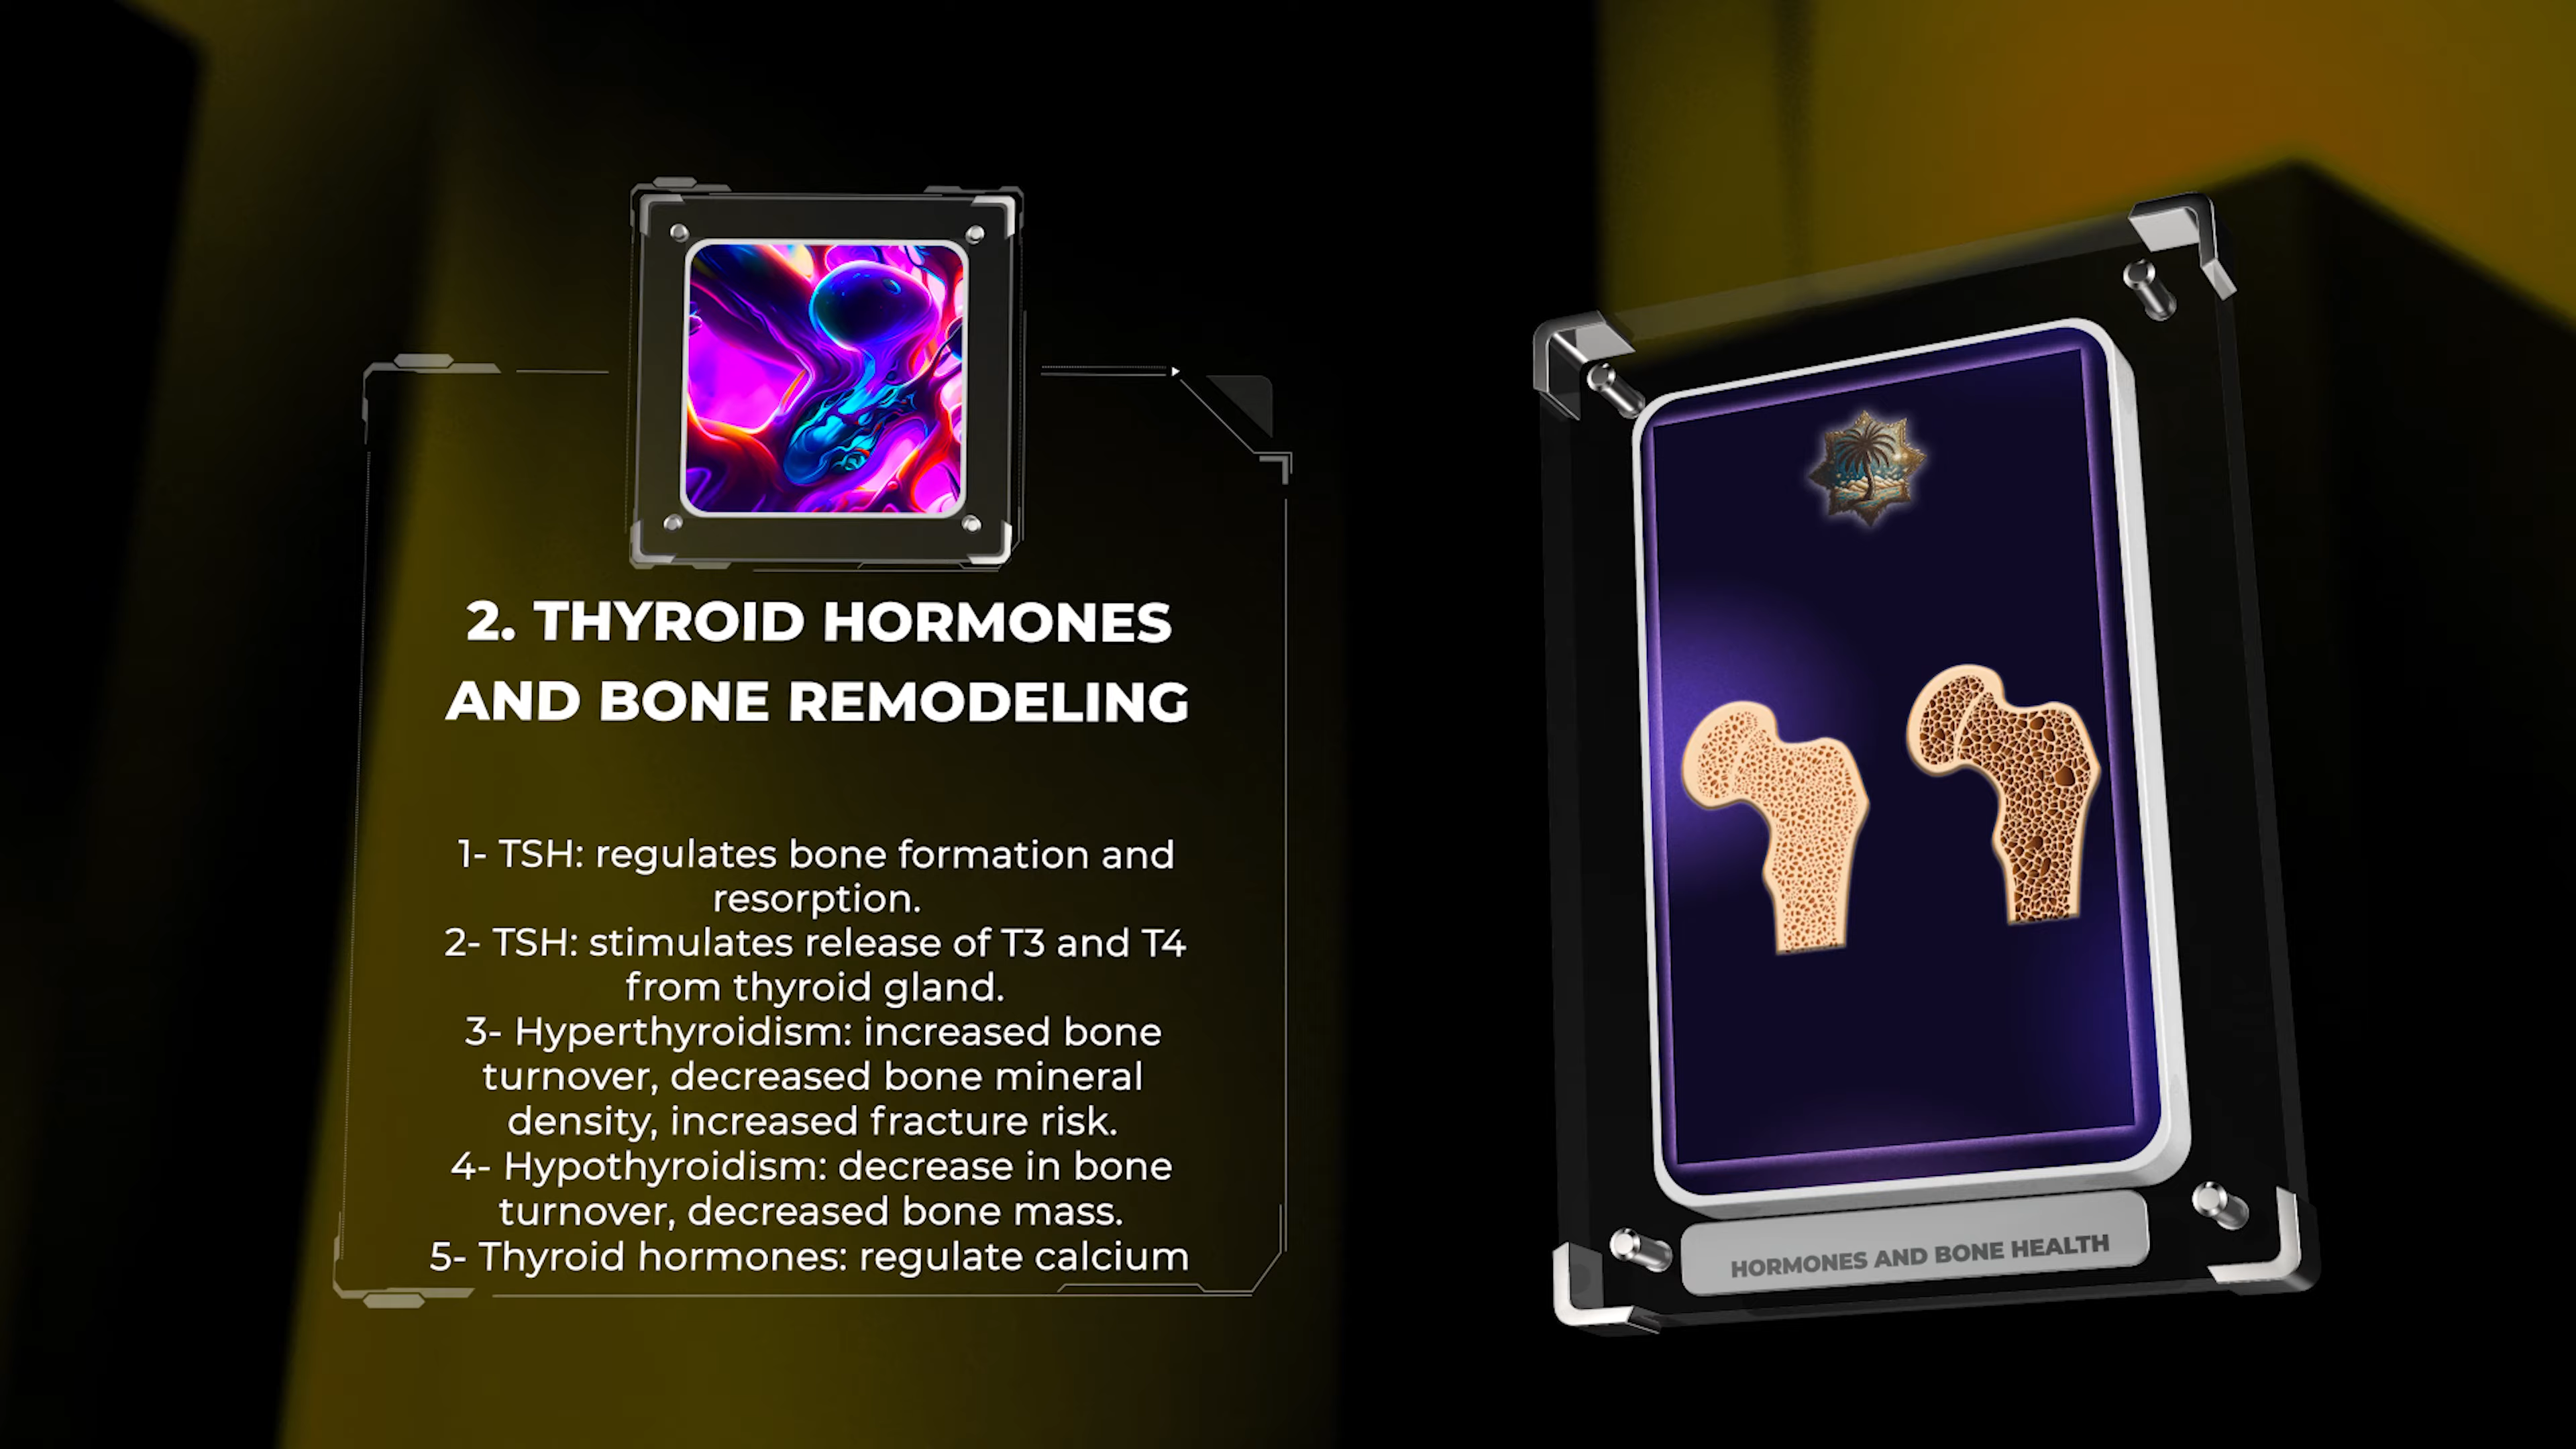 2. THYROID HORMONES
AND BONE REMODELING
1- TSH: regulates bone formation and
resorption.
2- TSH: stimulates release of T3 and T4
from thyroid gland.
3- Hyperthyroidism: increased bone
turnover, decreased bone mineral
density, increased fracture risk.
4- Hypothyroidism: decrease in bone
turnover, decreased bone mass.
5- Thyroid hormones: regulate calcium
HORMONES AND BONE HEALTH